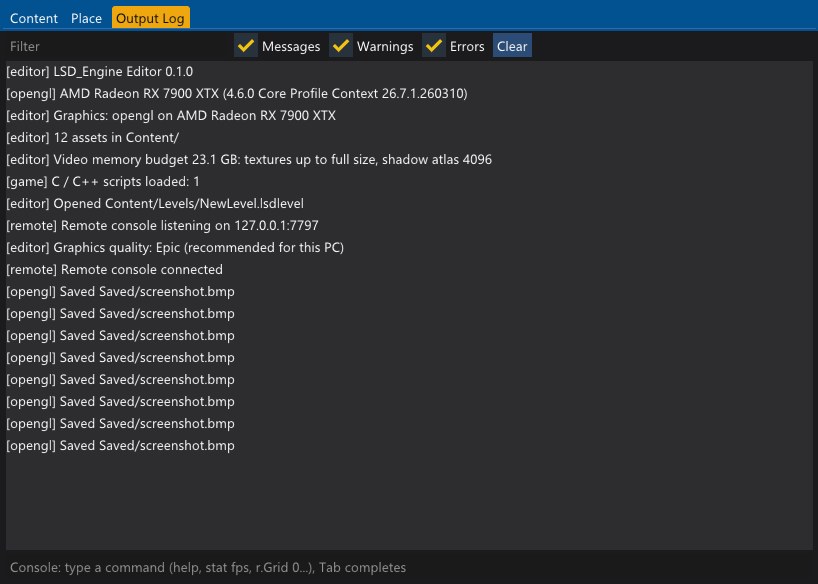 Content Place Output Log
Filter Messages Warnings Errors Clear
[editor] LSD_Engine Editor 0.1.0
[opengl] AMD Radeon RX 7900 XTX (4.6.0 Core Profile Context 26.7.1.260310)
[editor] Graphics: opengl on AMD Radeon RX 7900 XTX
[editor] 12 assets in Content/
[editor] Video memory budget 23.1 GB: textures up to full size, shadow atlas 4096
[game] C / C++ scripts loaded: 1
[editor] Opened Content/Levels/NewLevel.lsdlevel
[remote] Remote console listening on 127.0.0.1:7797
[editor] Graphics quality: Epic (recommended for this PC)
[remote] Remote console connected
[opengl] Saved Saved/screenshot.bmp
[opengl] Saved Saved/screenshot.bmp
[opengl] Saved Saved/screenshot.bmp
[opengl] Saved Saved/screenshot.bmp
[opengl] Saved Saved/screenshot.bmp
[opengl] Saved Saved/screenshot.bmp
[opengl] Saved Saved/screenshot.bmp
[opengl] Saved Saved/screenshot.bmp
Console: type a command (help, stat fps, r.Grid 0...), Tab completes